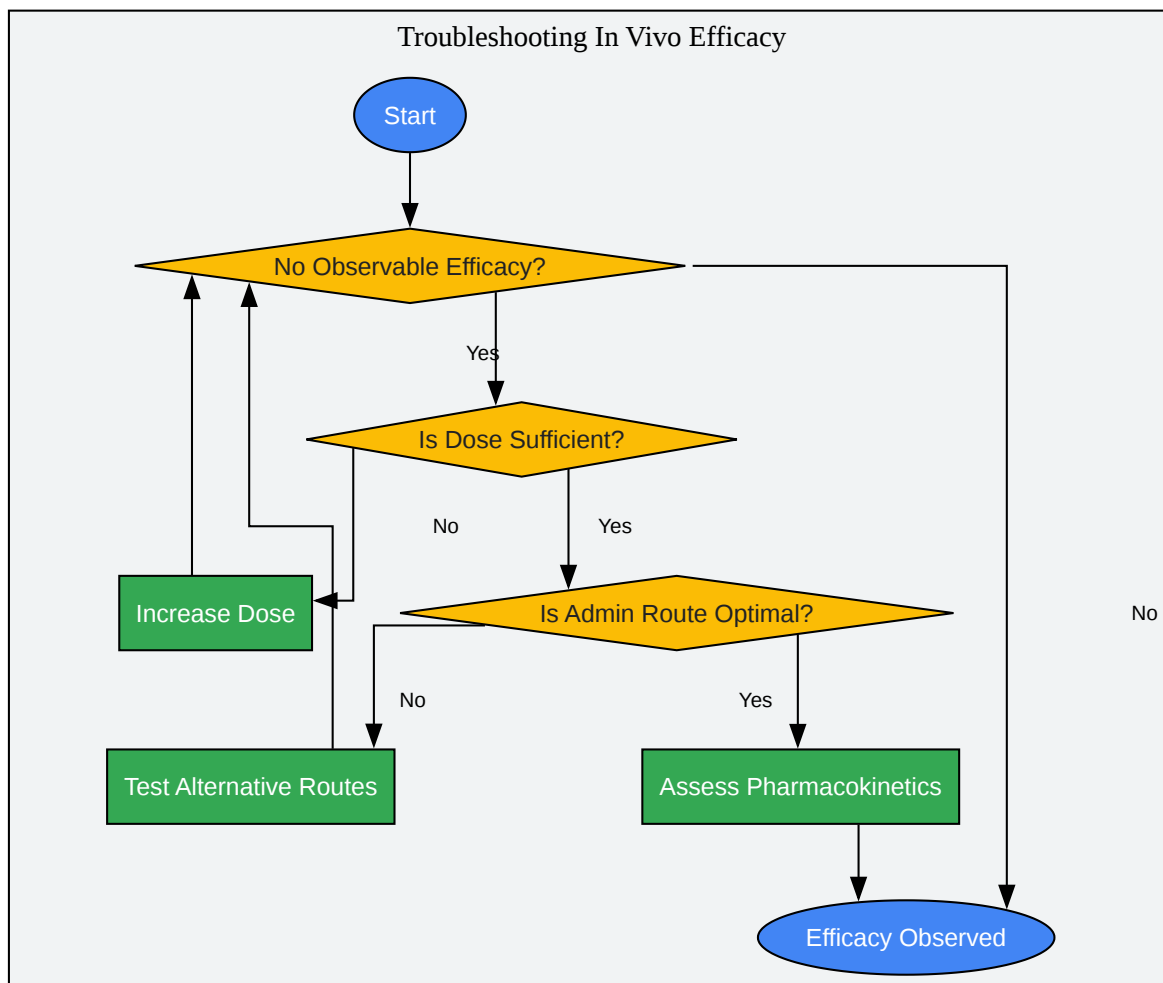 Troubleshooting In Vivo Efficacy
Start
No Observable Efficacy?
Yes
Is Dose Sufficient?
No
Yes
Increase Dose
Is Admin Route Optimal?
No
No
Yes
Test Alternative Routes
Assess Pharmacokinetics
Efficacy Observed